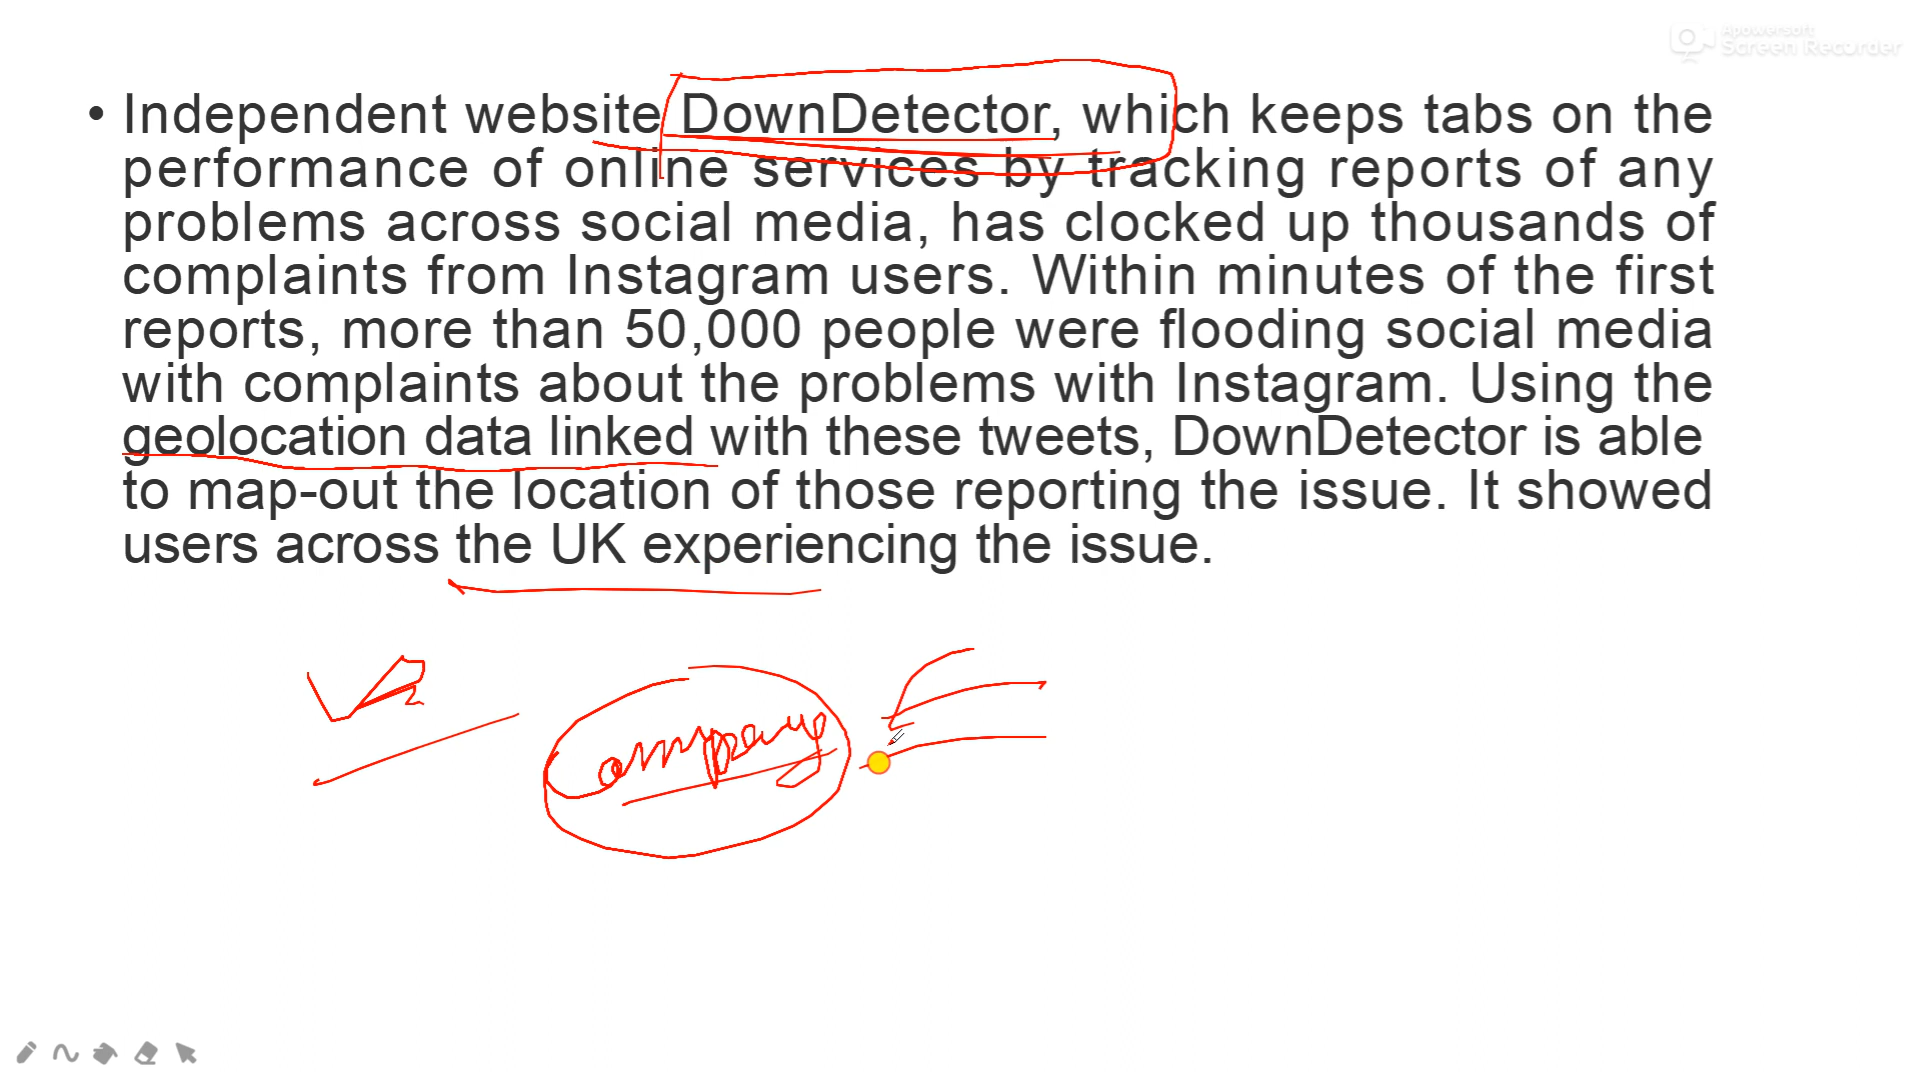 Apowersoft
Screen Recorder
• Independent website DownDetector, which keeps tabs on the
performance of online services by tracking reports of any
problems across social media, has clocked up thousands of
complaints from Instagram users. Within minutes of the first
reports, more than 50,000 people were flooding social media
with complaints about the problems with Instagram. Using the
geolocation data linked with these tweets, DownDetector is able
to map-out the location of those reporting the issue. It showed
users across the UK experiencing the issue.
Company